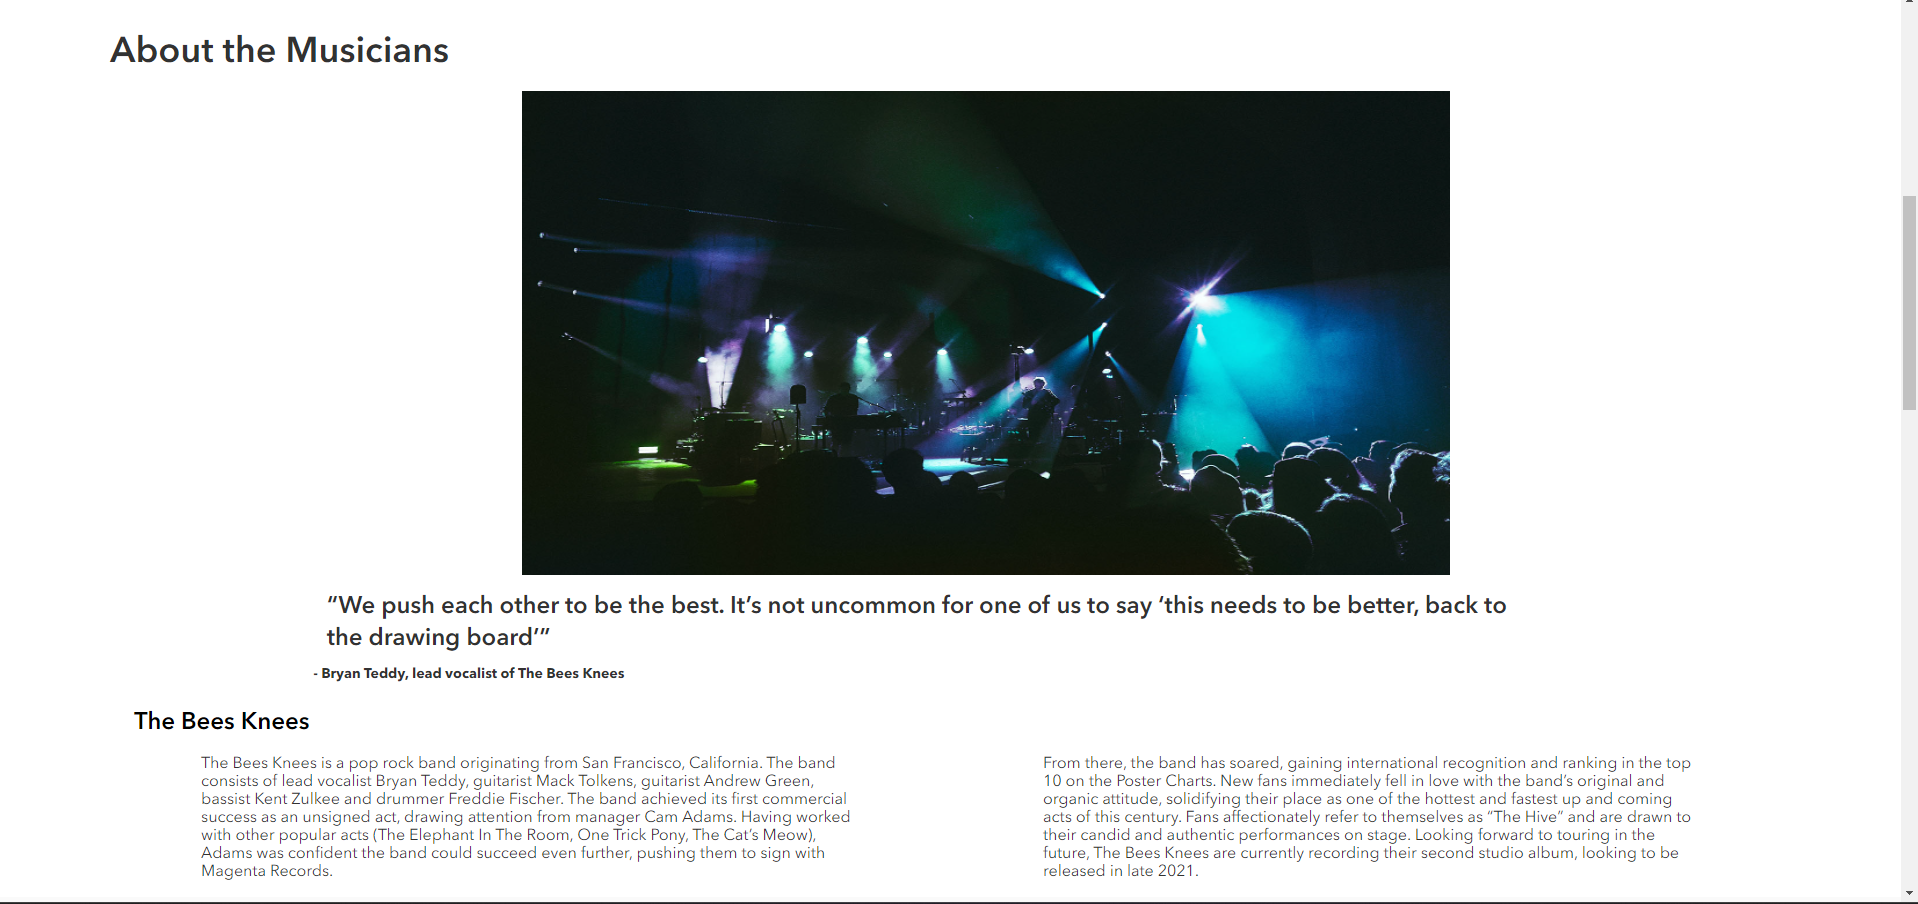 About the Musicians
“We push each other to be the best. It’s not uncommon for one of us to say ‘this needs to be better, back to
the drawing board’”
- Bryan Teddy, lead vocalist of The Bees Knees
The Bees Knees
The Bees Knees is a pop rock band originating from San Francisco, California. The band
consists of lead vocalist Bryan Teddy, guitarist Mack Tolkens, guitarist Andrew Green,
bassist Kent Zulkee and drummer Freddie Fischer. The band achieved its first commercial
success as an unsigned act, drawing attention from manager Cam Adams. Having worked
with other popular acts (The Elephant In The Room, One Trick Pony, The Cat’s Meow),
Adams was confident the band could succeed even further, pushing them to sign with
Magenta Records.
From there, the band has soared, gaining international recognition and ranking in the top
10 on the Poster Charts. New fans immediately fell in love with the band’s original and
organic attitude, solidifying their place as one of the hottest and fastest up and coming
acts of this century. Fans affectionately refer to themselves as “The Hive” and are drawn to
their candid and authentic performances on stage. Looking forward to touring in the
future, The Bees Knees are currently recording their second studio album, looking to be
released in late 2021.